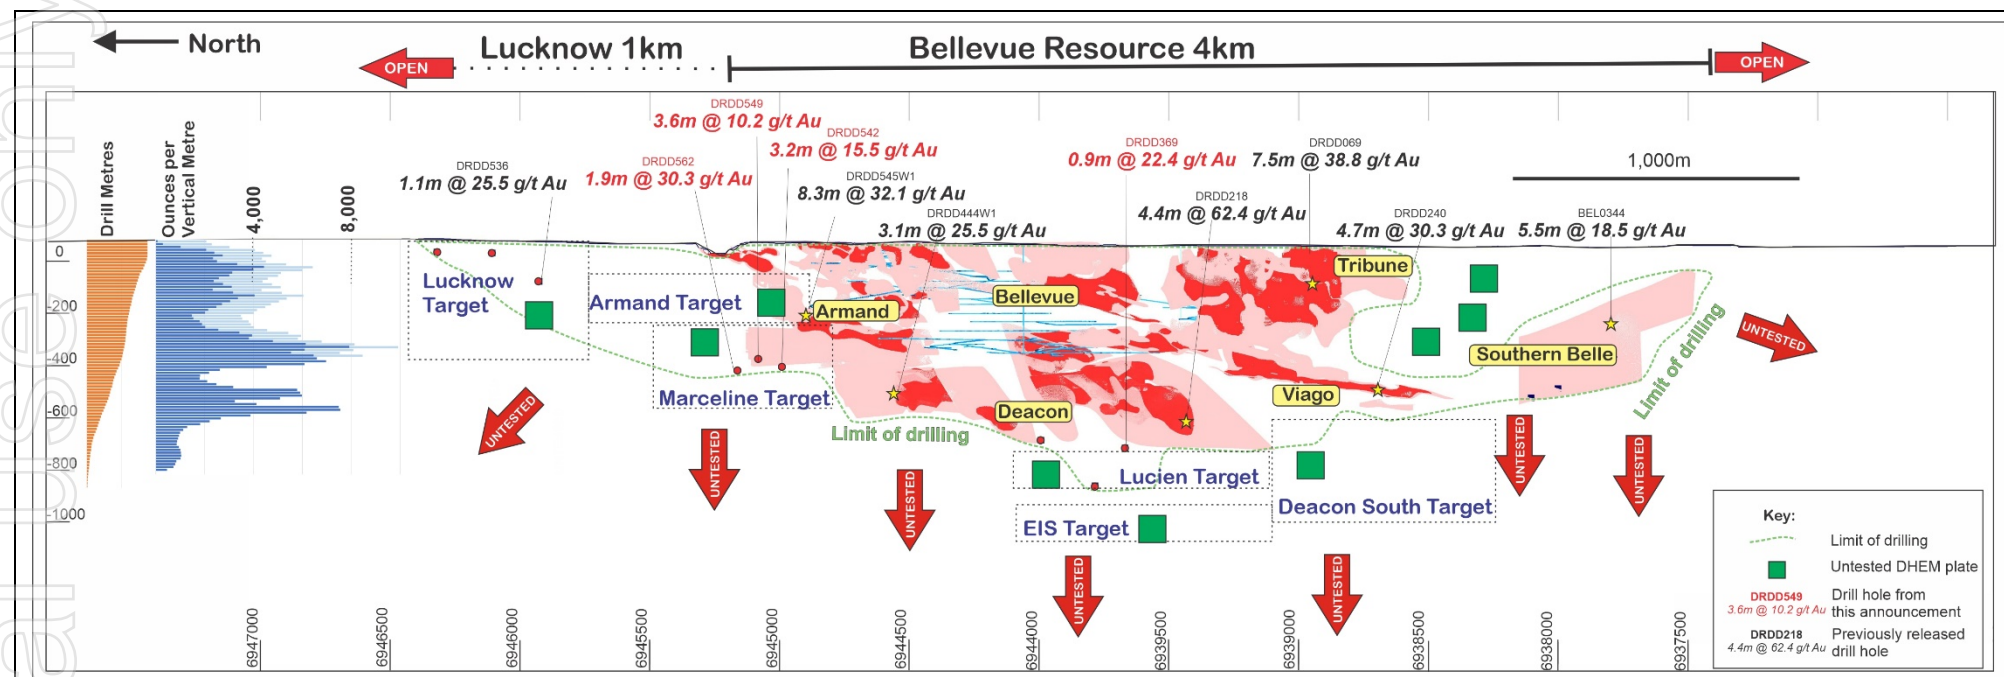 North
Lucknow 1km
Bellevue Resource 4km
OPEN
OPEN
Drill Metres
Ounces per
Vertical Metre
4,000
8,000
DRDD536
1.1m @ 25.5 g/t Au
DRDD549
3.6m @ 10.2 g/t Au
DRDD562
1.9m @ 30.3 g/t Au
DRDD542
3.2m @ 15.5 g/t Au
DRDD545W1
8.3m @ 32.1 g/t Au
DRDD444W1
3.1m @ 25.5 g/t Au
DRDD369
0.9m @ 22.4 g/t Au
DRDD069
7.5m @ 38.8 g/t Au
DRDD218
4.4m @ 62.4 g/t Au
DRDD240
4.7m @ 30.3 g/t Au
BEL0344
5.5m @ 18.5 g/t Au
1,000m
0
-200
-400
-600
-800
-1000
Lucknow
Target
Armand Target
Marceline Target
Armand
Bellevue
Tribune
Southern Belle
Viago
Deacon
Limit of drilling
Limit of drilling
Lucien Target
EIS Target
Deacon South Target
UNTESTED
UNTESTED
UNTESTED
UNTESTED
UNTESTED
UNTESTED
UNTESTED
UNTESTED
6947000
6946500
6946000
6945500
6945000
6944500
6944000
6939500
6939000
6938500
6938000
6937500
Key:
Limit of drilling
Untested DHEM plate
DRDD549
3.6m @ 10.2 g/t Au
Drill hole from
this announcement
DRDD218
4.4m @ 62.4 g/t Au
Previously released
drill hole